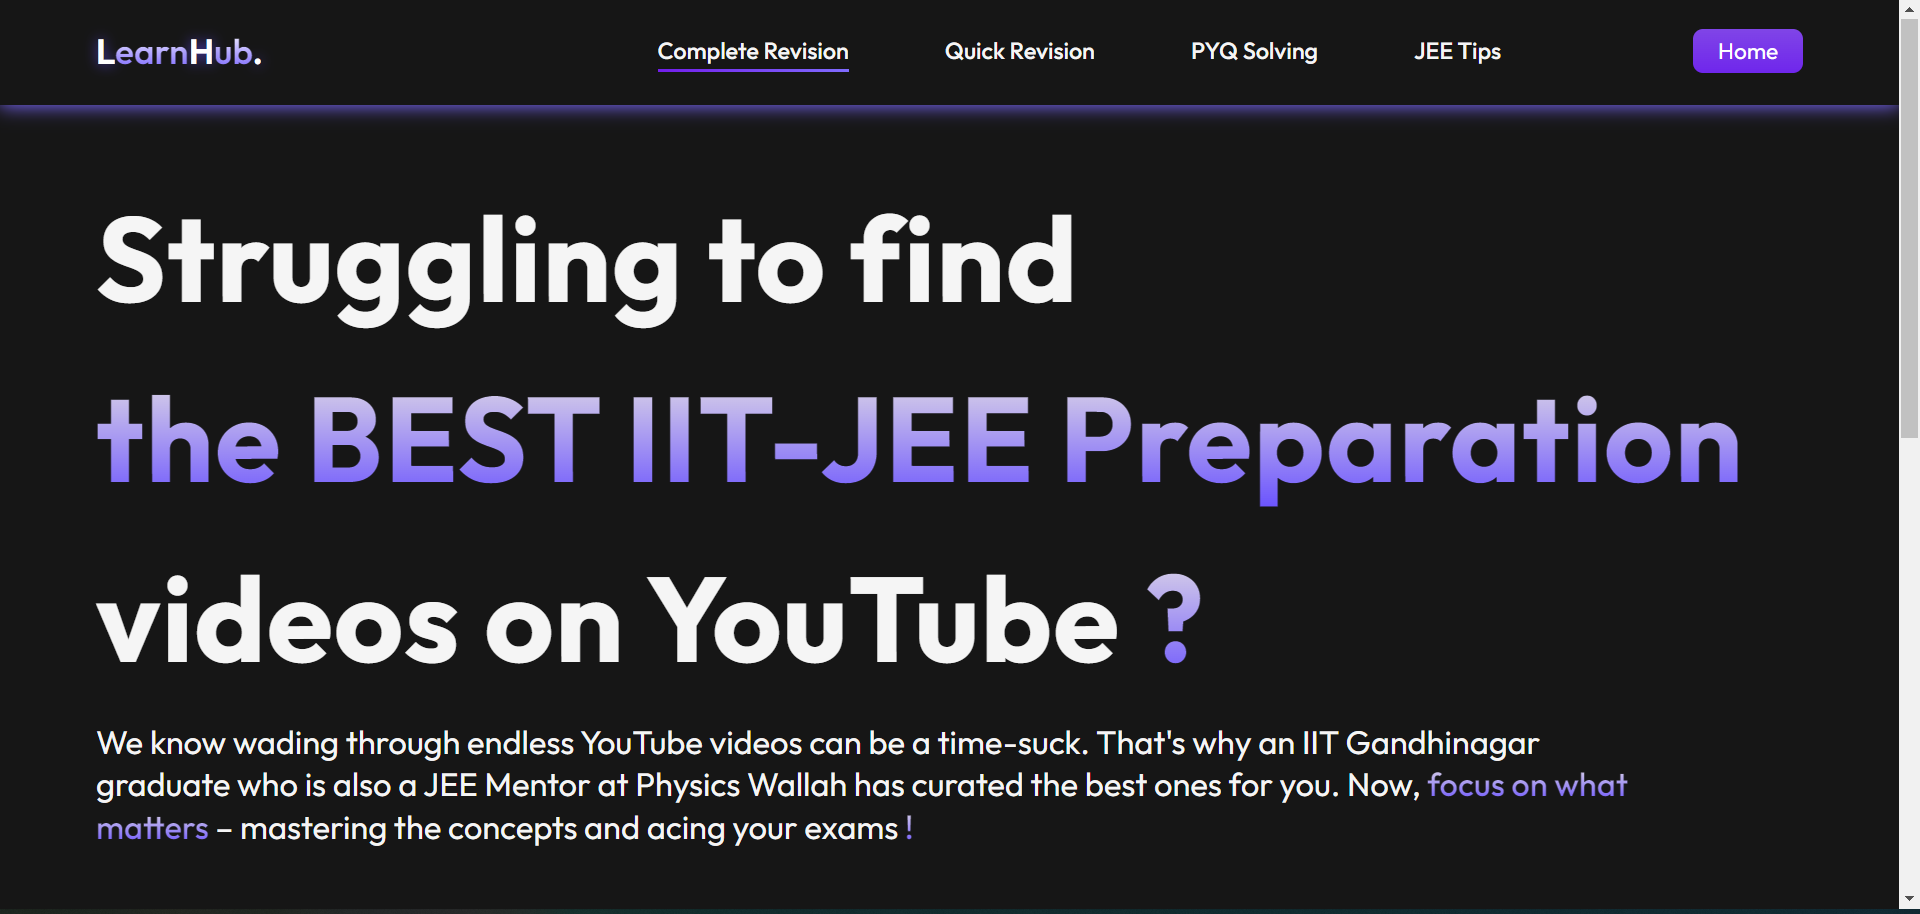 LearnHub.
Complete Revision
Quick Revision
PYQ Solving
JEE Tips
Home
Struggling to find
the BEST IIT-JEE Preparation
videos on YouTube ?
We know wading through endless YouTube videos can be a time-suck. That's why an IIT Gandhinagar
graduate who is also a JEE Mentor at Physics Wallah has curated the best ones for you. Now, focus on what
matters – mastering the concepts and acing your exams !